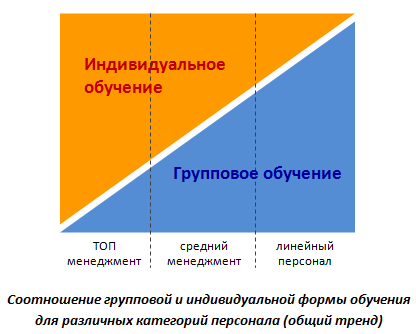 Индивидуальное
обучение
Групповое обучение
ТОП
менеджмент
средний
менеджмент
линейный
персонал
Соотношение групповой и индивидуальной формы обучения
для различных категорий персонала (общий тренд)